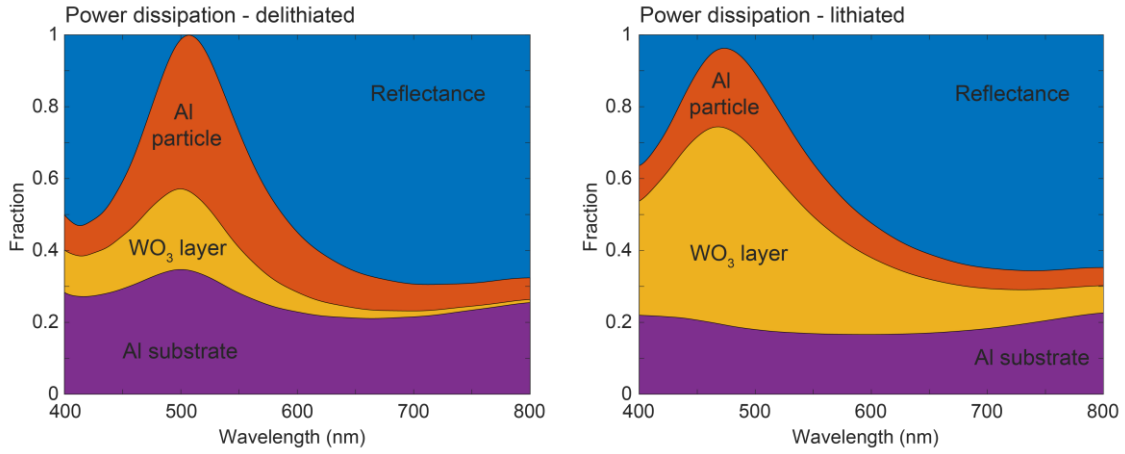 Power dissipation - delithiated
1
0.8
0.6
0.4
0.2
0
Fraction
Reflectance
Al
particle
WO₃ layer
Al substrate
400
500
600
700
800
Wavelength (nm)
Power dissipation - lithiated
1
0.8
0.6
0.4
0.2
0
Fraction
Reflectance
Al
particle
WO₃ layer
Al substrate
400
500
600
700
800
Wavelength (nm)